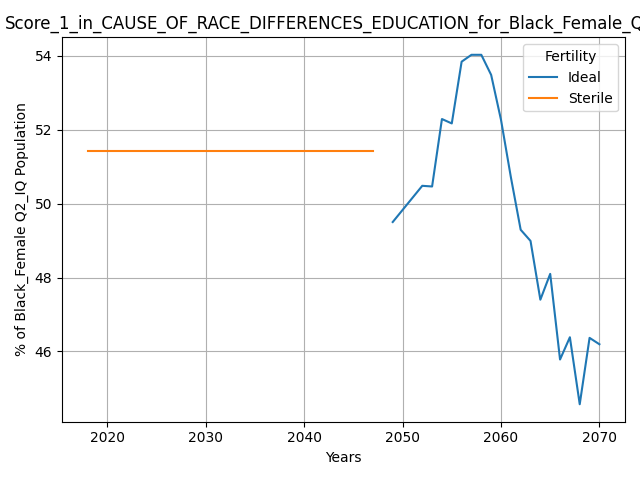 Score_1_in_CAUSE_OF_RACE_DIFFERENCES_EDUCATION_for_Black_Female_Q
Fertility
Ideal
Sterile
% of Black_Female Q2_IQ Population
54
52
50
48
46
2020 2030 2040 2050 2060 2070
Years